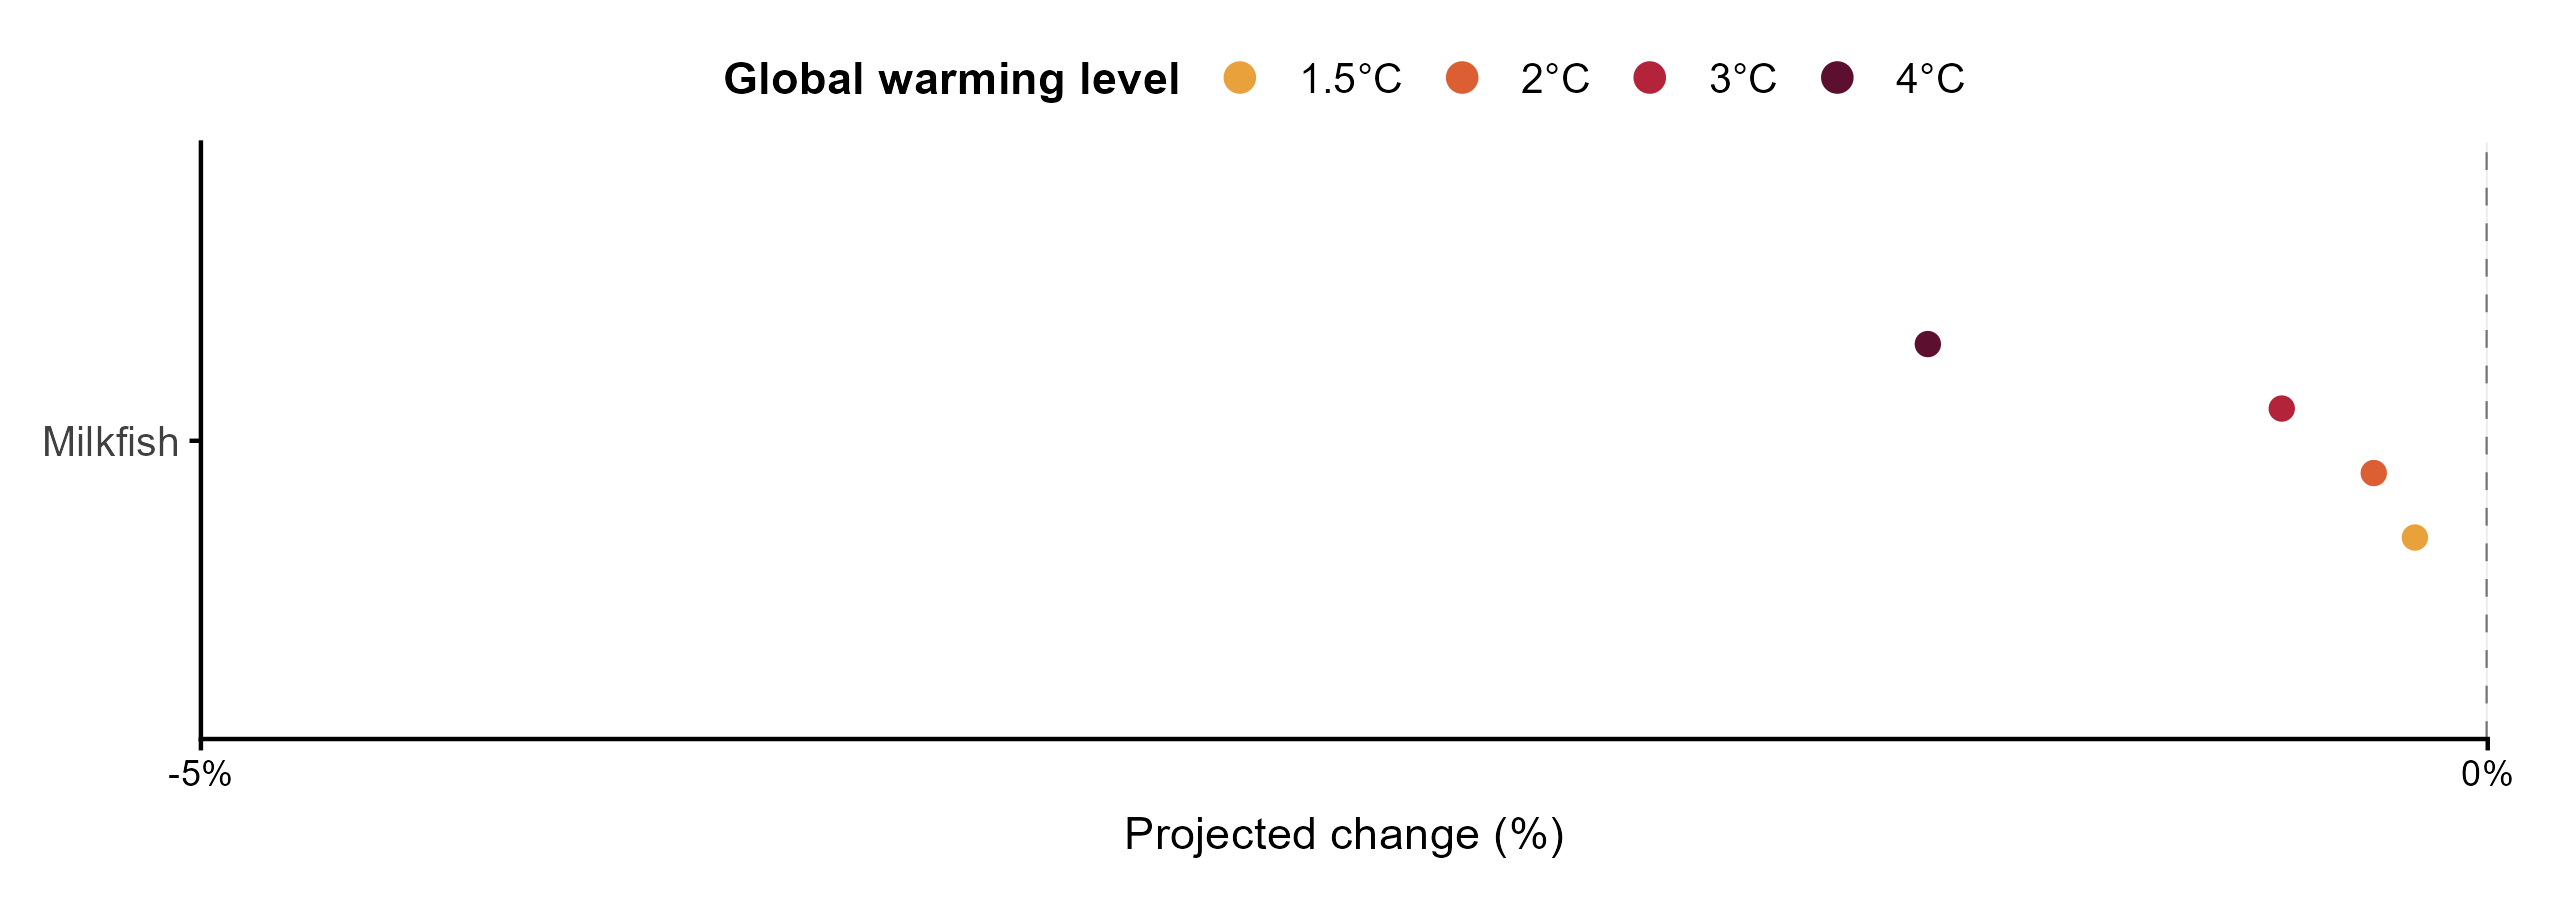 Global warming level 1.5°C 2°C 3°C 4°C
Milkfish
-5% 0%
Projected change (%)